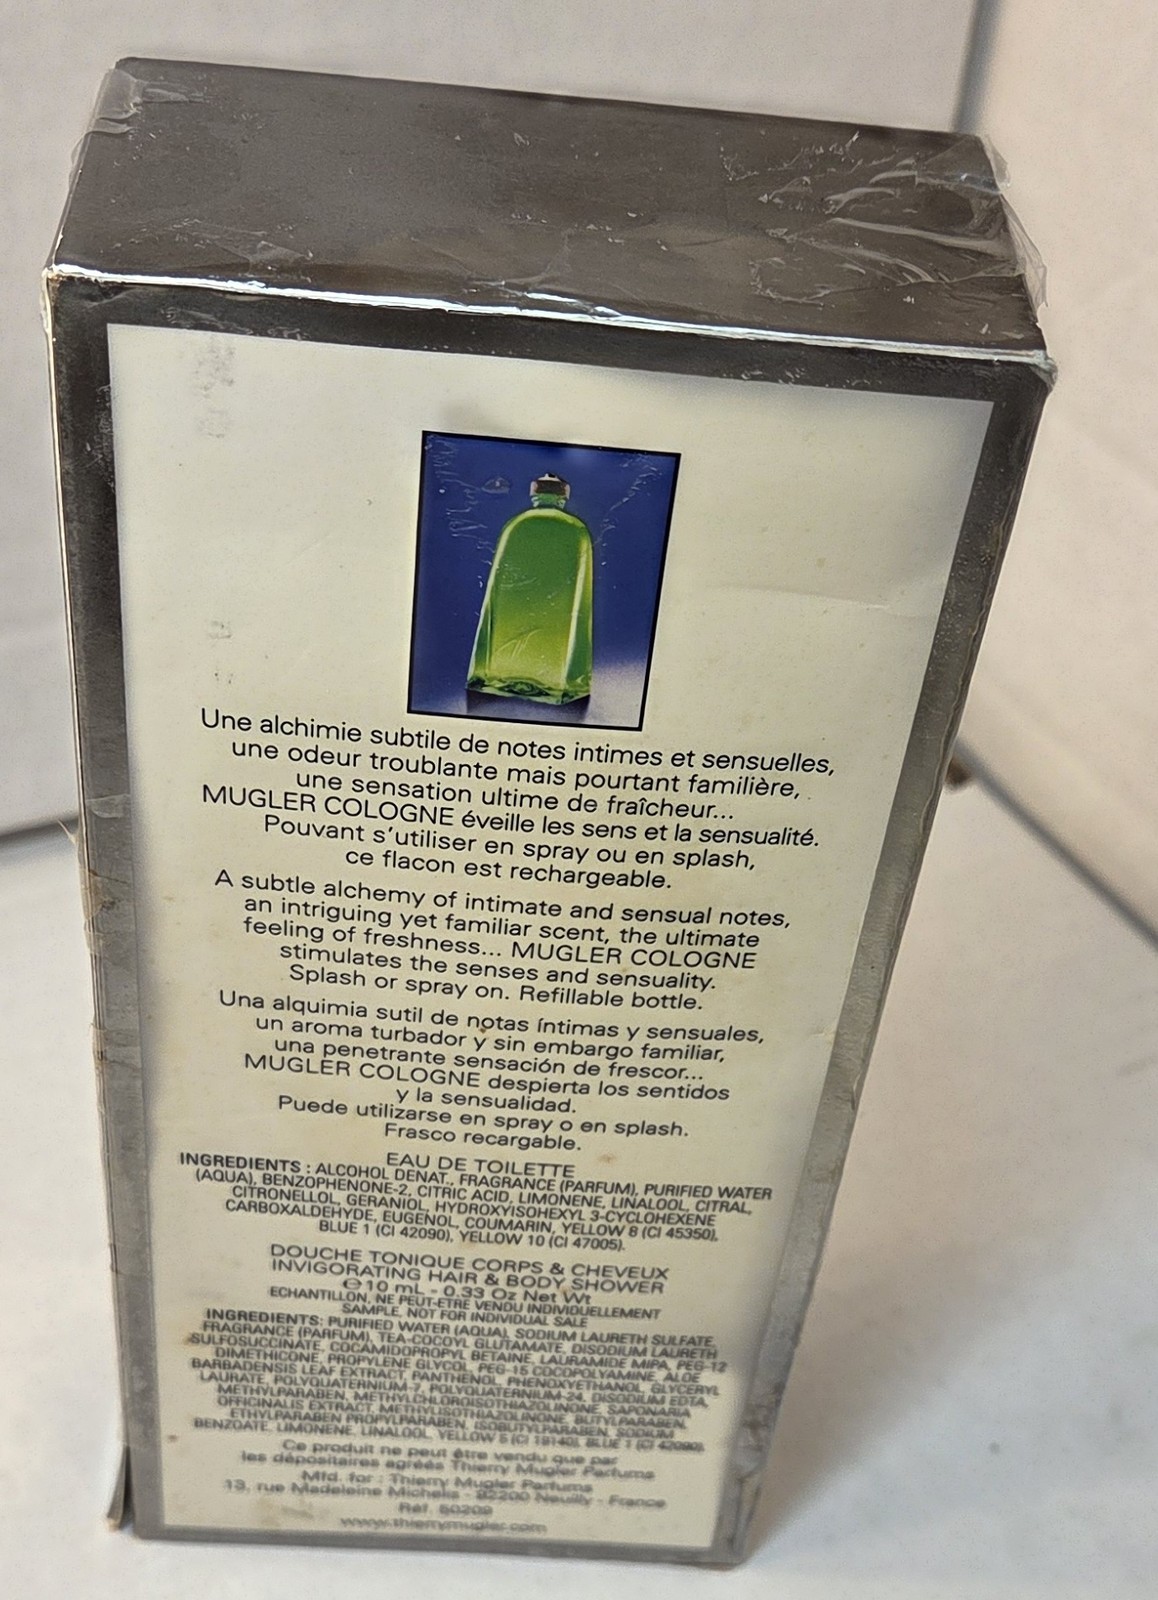 Une alchimie subtile de notes intimes et sensuelles,
une odeur troublante mais pourtant familière,
une sensation ultime de fraîcheur...
MUGLER COLOGNE éveille les sens et la sensualité.
Pouvant s'utiliser en spray ou en splash,
ce flacon est rechargeable.
A subtle alchemy of intimate and sensual notes,
an intriguing yet familiar scent, the ultimate
feeling of freshness... MUGLER COLOGNE
stimulates the senses and sensuality.
Splash or spray on. Refillable bottle.
Una alquimia sutil de notas íntimas y sensuales,
un aroma turbador y sin embargo familiar,
una penetrante sensación de frescor...
MUGLER COLOGNE despierta los sentidos
y la sensualidad.
Puede utilizarse en spray o en splash.
Frasco recargable.
EAU DE TOILETTE
INGREDIENTS : ALCOHOL DENAT., FRAGRANCE (PARFUM), PURIFIED WATER
(AQUA), BENZOPHENONE-2, CITRIC ACID, LIMONENE, LINALOOL, CITRAL,
CITRONELLOL, GERANIOL, HYDROXYISOHEXYL 3-CYCLOHEXENE
CARBOXALDEHYDE, EUGENOL, COUMARIN, YELLOW 8 (CI 45350),
BLUE 1 (CI 42090), YELLOW 10 (CI 47005).
DOUCHE TONIQUE CORPS & CHEVEUX
INVIGORATING HAIR & BODY SHOWER
℮ 10 mL - 0.33 Oz Net Wt
ECHANTILLON, NE PEUT-ETRE VENDU INDIVIDUELLEMENT
SAMPLE, NOT FOR INDIVIDUAL SALE
INGREDIENTS: PURIFIED WATER (AQUA), SODIUM LAURETH SULFATE,
FRAGRANCE (PARFUM), TEA-COCOYL GLUTAMATE, DISODIUM LAURETH
SULFOSUCCINATE, COCAMIDOPROPYL BETAINE, LAURAMIDE MIPA, PEG-12
DIMETHICONE, PROPYLENE GLYCOL, PEG-15 COCOPOLYAMINE, ALOE
BARBADENSIS LEAF EXTRACT, PANTHENOL, PHENOXYETHANOL, GLYCERYL
LAURATE, POLYQUATERNIUM-7, POLYQUATERNIUM-24, DISODIUM EDTA,
METHYLPARABEN, METHYLCHLOROISOTHIAZOLINONE, SAPONARIA
OFFICINALIS EXTRACT, METHYLISOTHIAZOLINONE, BUTYLPARABEN,
ETHYLPARABEN PROPYLPARABEN, ISOBUTYLPARABEN, SODIUM
BENZOATE, LIMONENE, LINALOOL, YELLOW 5 (CI 19140), BLUE 1 (CI 42090).
Ce produit ne peut être vendu que par
les dépositaires agréés Thierry Mugler Parfums
Mfd. for : Thierry Mugler Parfums
13, rue Madeleine Michelis - 92200 Neuilly - France
Réf. 50209
www.thierrymugler.com